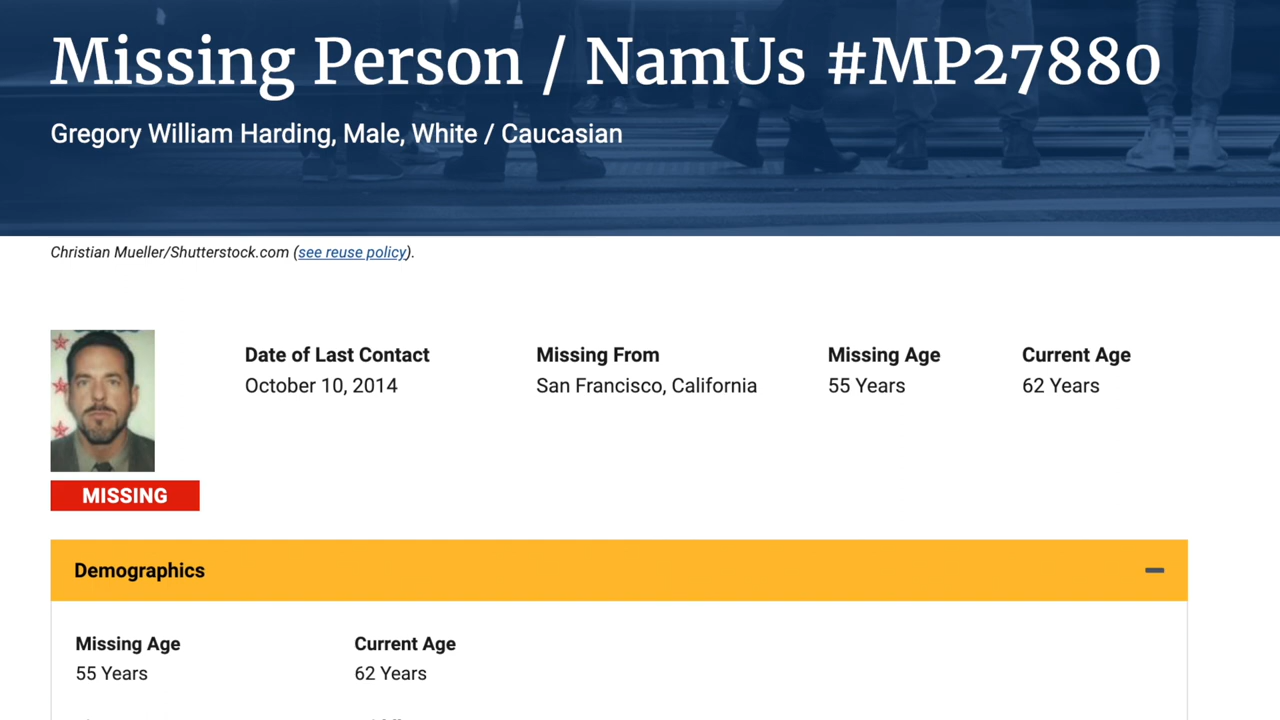 Missing Person / NamUs #MP27880
Gregory William Harding, Male, White / Caucasian
Christian Mueller/Shutterstock.com (see reuse policy).
Date of Last Contact
October 10, 2014
Missing From
San Francisco, California
Missing Age
55 Years
Current Age
62 Years
MISSING
Demographics
Missing Age
55 Years
Current Age
62 Years